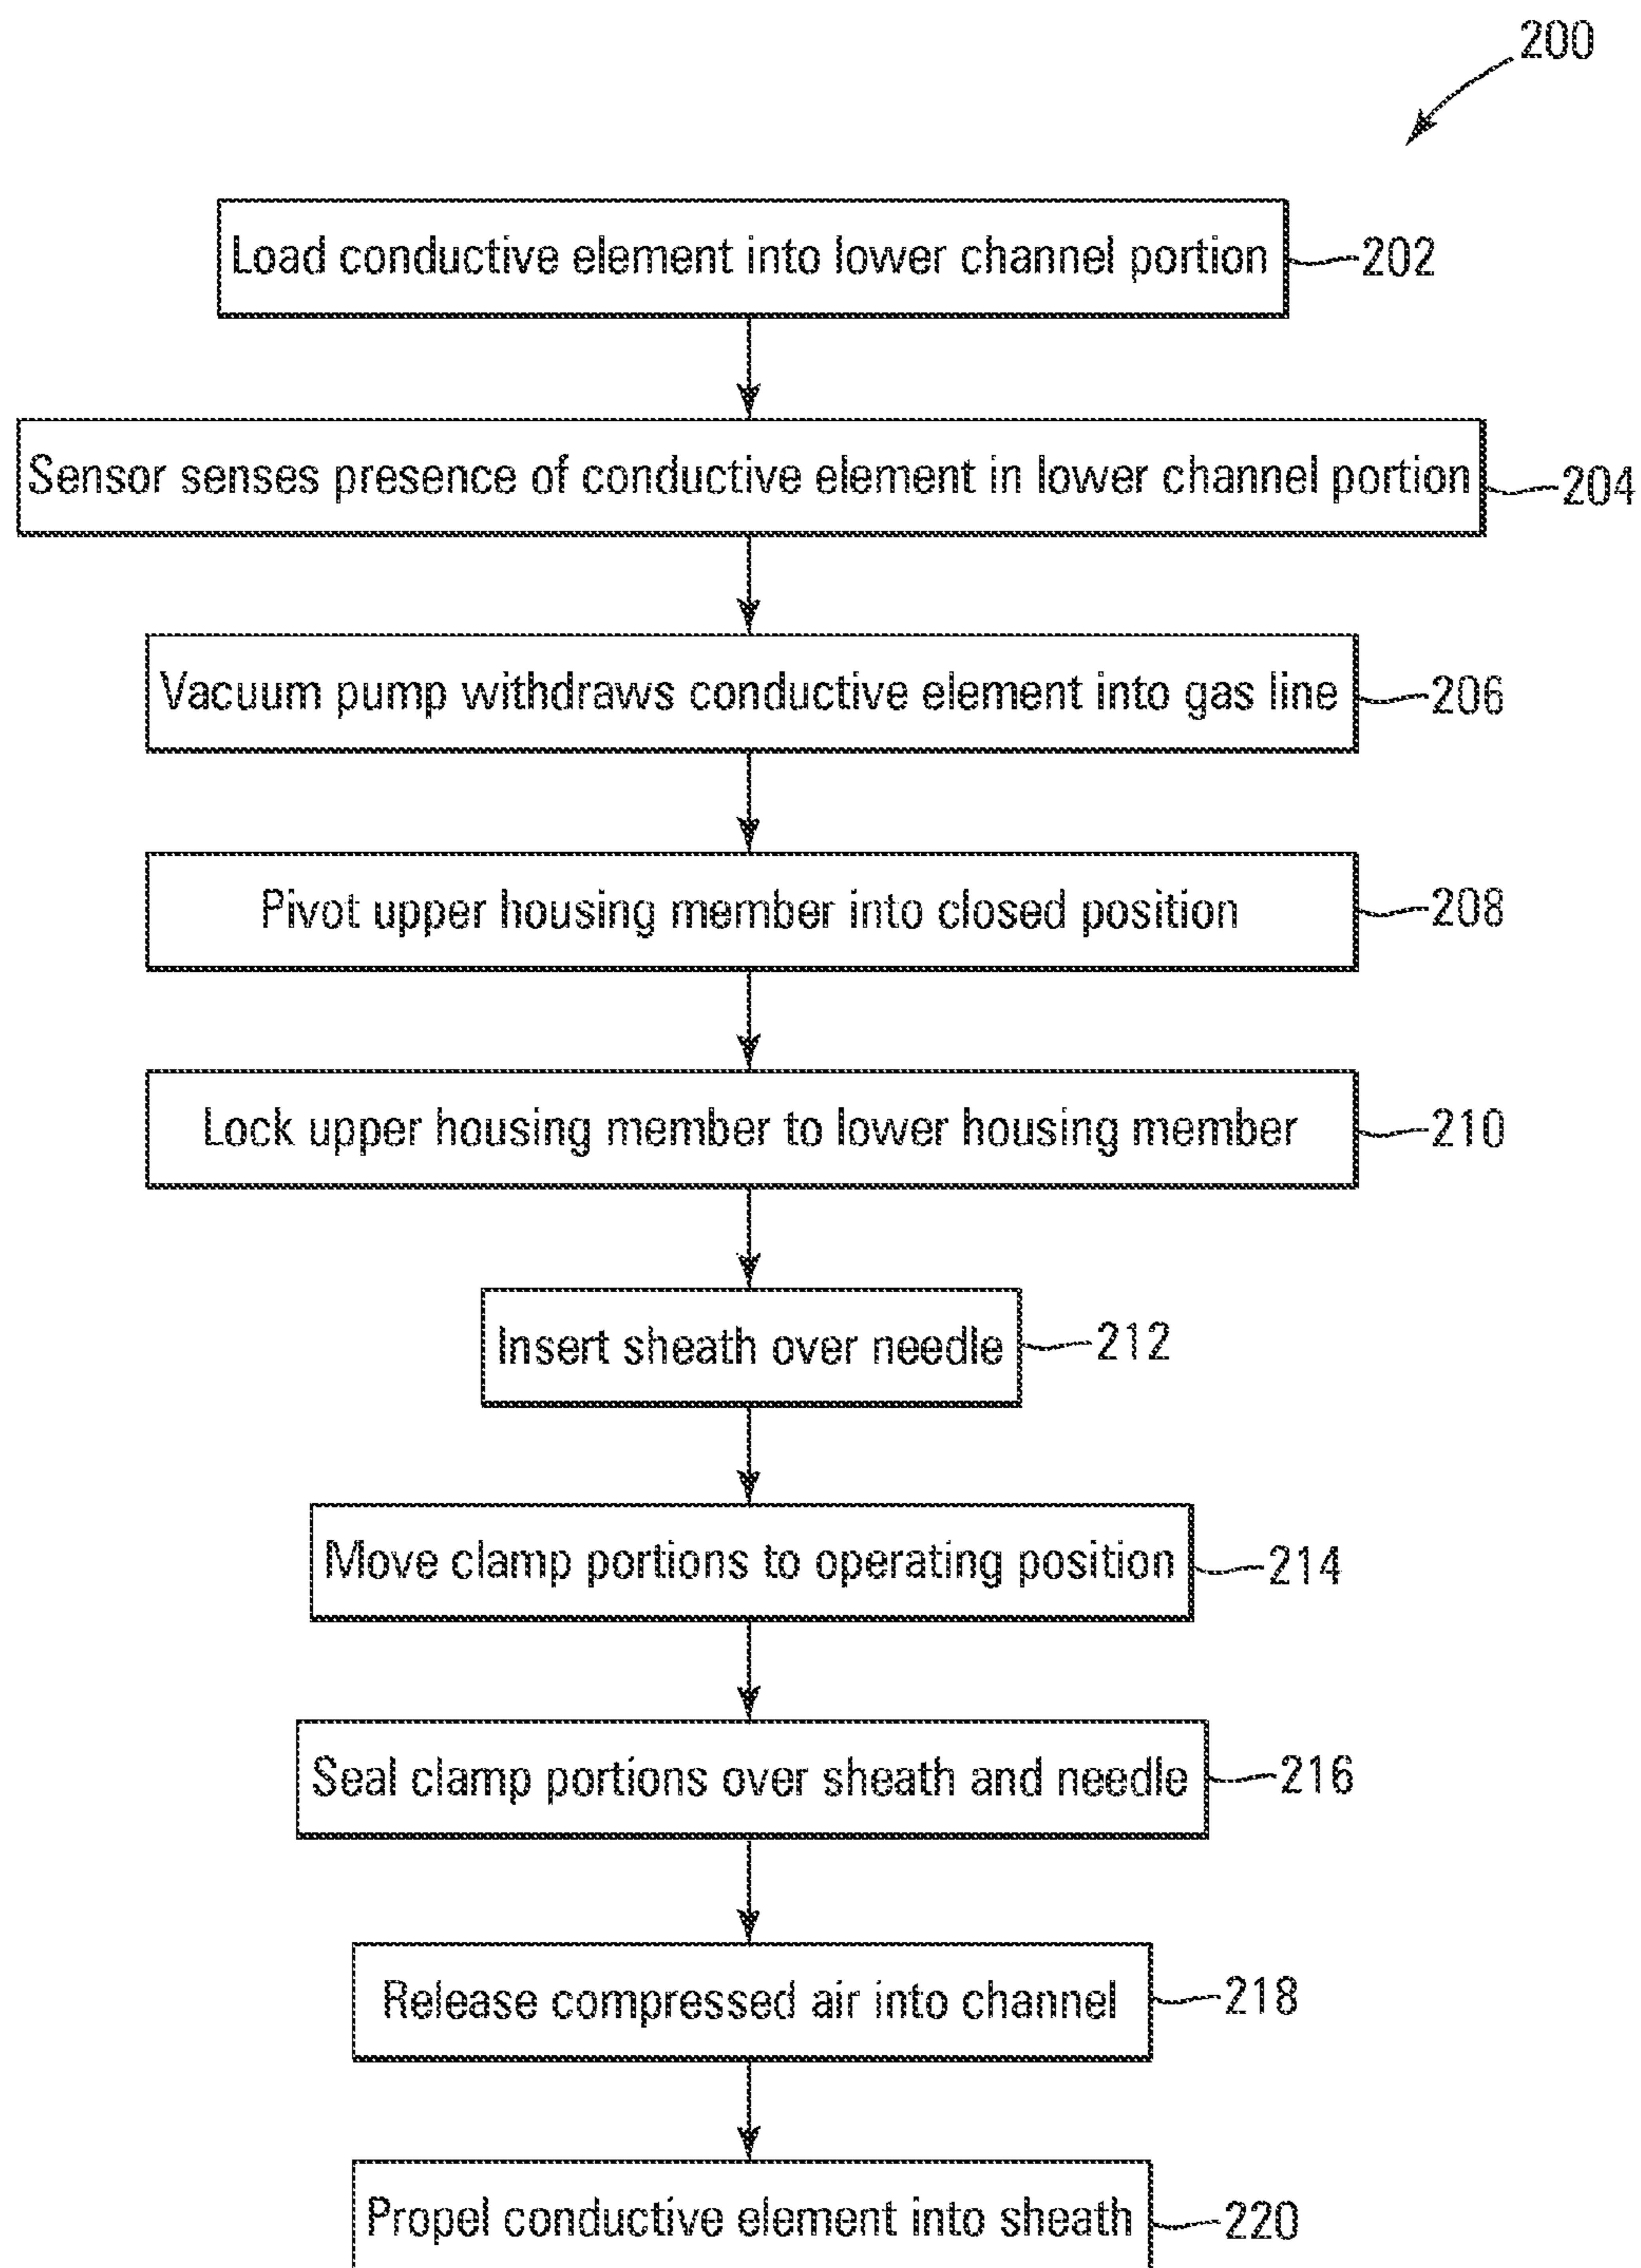 200
Load conductive element into lower channel portion 202
Sensor senses presence of conductive element in lower channel portion 204
Vacuum pump withdraws conductive element into gas line 206
Pivot upper housing member into closed position 208
Lock upper housing member to lower housing member 210
Insert sheath over needle 212
Move clamp portions to operating position 214
Seal clamp portions over sheath and needle 216
Release compressed air into channel 218
Propel conductive element into sheath 220